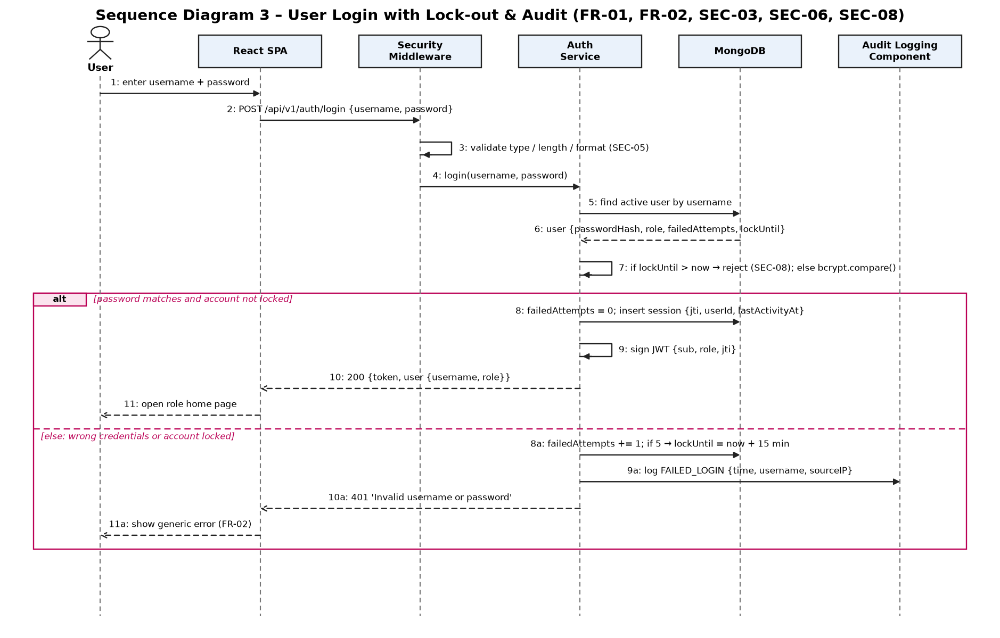 Sequence Diagram 3 – User Login with Lock-out & Audit (FR-01, FR-02, SEC-03, SEC-06, SEC-08)
User
React SPA
Security
Middleware
Auth
Service
MongoDB
Audit Logging
Component
1: enter username + password
2: POST /api/v1/auth/login {username, password}
3: validate type / length / format (SEC-05)
4: login(username, password)
5: find active user by username
6: user {passwordHash, role, failedAttempts, lockUntil}
7: if lockUntil > now → reject (SEC-08); else bcrypt.compare()
alt
[password matches and account not locked]
8: failedAttempts = 0; insert session {jti, userId, lastActivityAt}
9: sign JWT {sub, role, jti}
10: 200 {token, user {username, role}}
11: open role home page
[else: wrong credentials or account locked]
8a: failedAttempts += 1; if 5 → lockUntil = now + 15 min
9a: log FAILED_LOGIN {time, username, sourceIP}
10a: 401 'Invalid username or password'
11a: show generic error (FR-02)